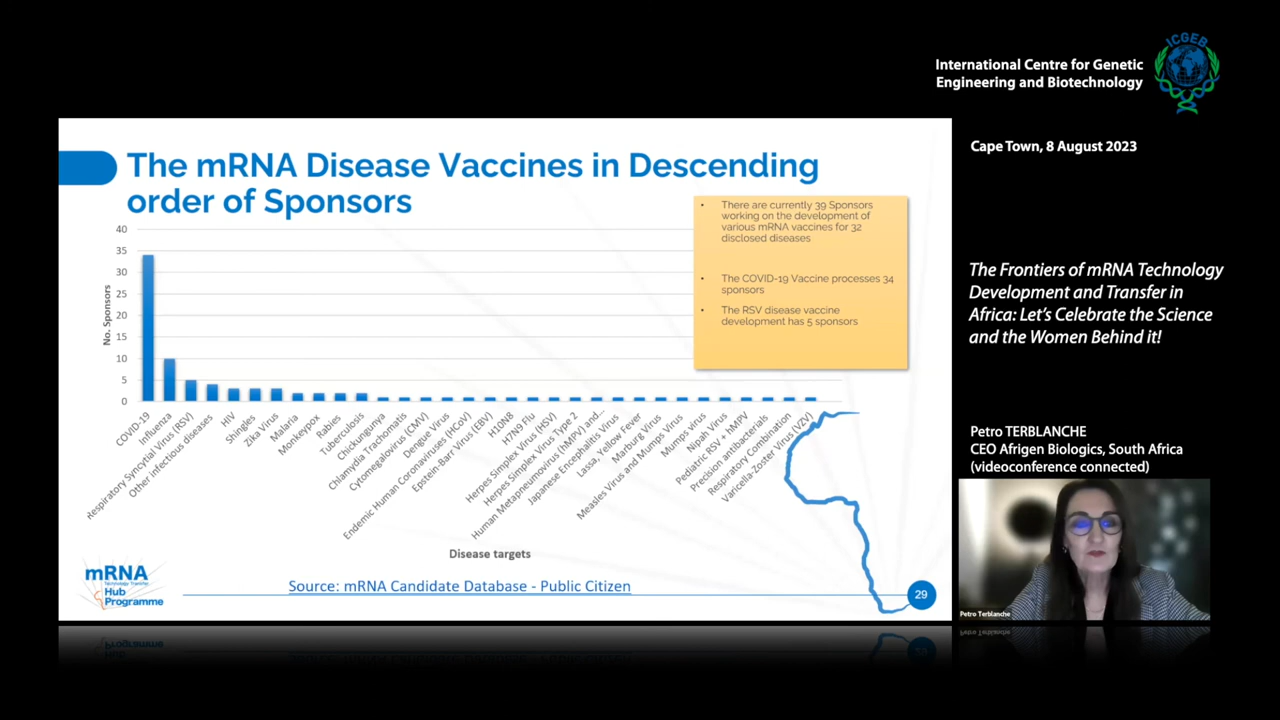 ICGEB
International Centre for Genetic
Engineering and Biotechnology
Cape Town, 8 August 2023
The mRNA Disease Vaccines in Descending
order of Sponsors
• There are currently 39 Sponsors
working on the development of
various mRNA vaccines for 32
disclosed diseases
• The COVID-19 Vaccine processes 34
sponsors
• The RSV disease vaccine
development has 5 sponsors
No. Sponsors
40
35
30
25
20
15
10
5
0
COVID-19
Influenza
Respiratory Syncytial Virus (RSV)
Other infectious diseases
HIV
Shingles
Zika Virus
Malaria
Monkeypox
Rabies
Tuberculosis
Chickungunya
Chlamydia Trachomatis
Cytomegalovirus (CMV)
Dengue Virus
Endemic Human Coronaviruses (HCoV)
Epstein-Barr Virus (EBV)
H10N8
H7N9 Flu
Herpes Simplex Virus (HSV)
Herpes Simplex Virus Type 2
Human Metapneumovirus (hMPV) and...
Japanese Encephalitis Virus
Lassa, Yellow Fever
Marburg Virus
Measles Virus and Mumps Virus
Mumps virus
Nipah Virus
Pediatric RSV + hMPV
Precision antibacterials
Respiratory Combination
Varicella-Zoster Virus (VZV)
Disease targets
mRNA
Technology Transfer
Hub
Programme
Source: mRNA Candidate Database - Public Citizen
29
The Frontiers of mRNA Technology
Development and Transfer in
Africa: Let's Celebrate the Science
and the Women Behind it!
Petro TERBLANCHE
CEO Afrigen Biologics, South Africa
(videoconference connected)
Petro Terblanche